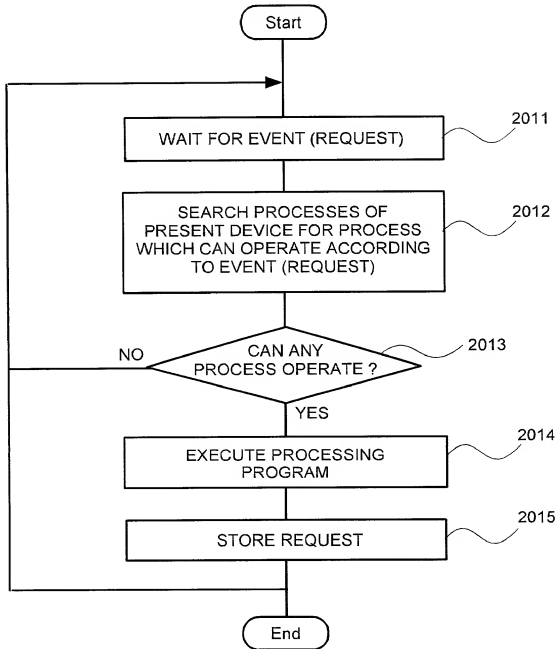 Start
WAIT FOR EVENT (REQUEST)
2011
SEARCH PROCESSES OF
PRESENT DEVICE FOR PROCESS
WHICH CAN OPERATE ACCORDING
TO EVENT (REQUEST)
2012
NO
CAN ANY
PROCESS OPERATE ?
2013
YES
EXECUTE PROCESSING
PROGRAM
2014
STORE REQUEST
2015
End